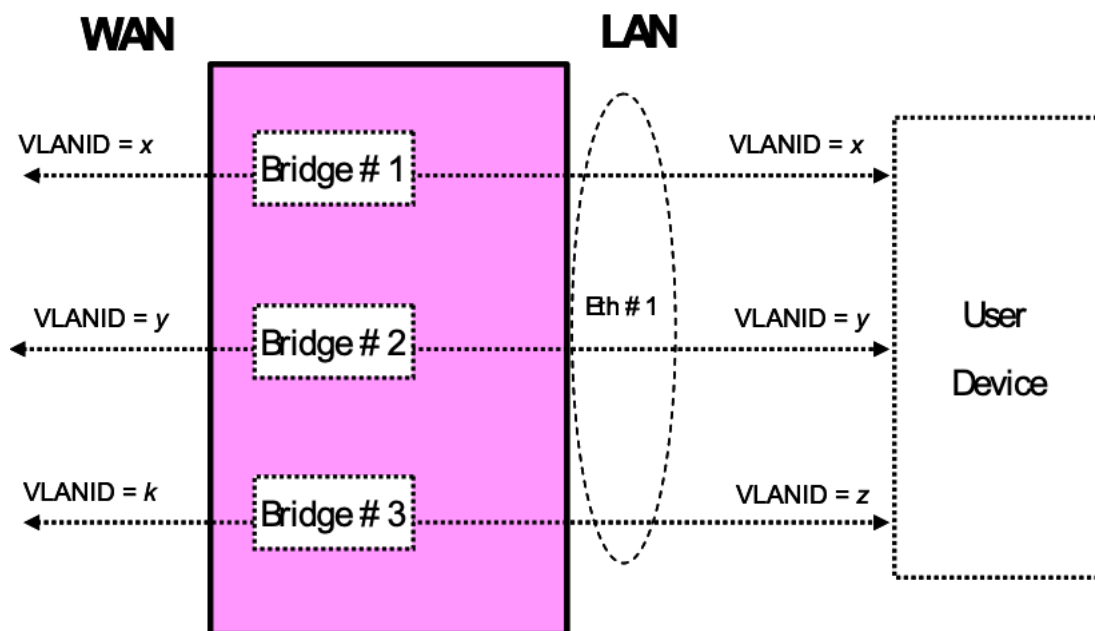 WAN
LAN
VLANID = x
Bridge # 1
VLANID = x
VLANID = y
Bridge # 2
Eth # 1
VLANID = y
User
Device
VLANID = k
Bridge # 3
VLANID = z